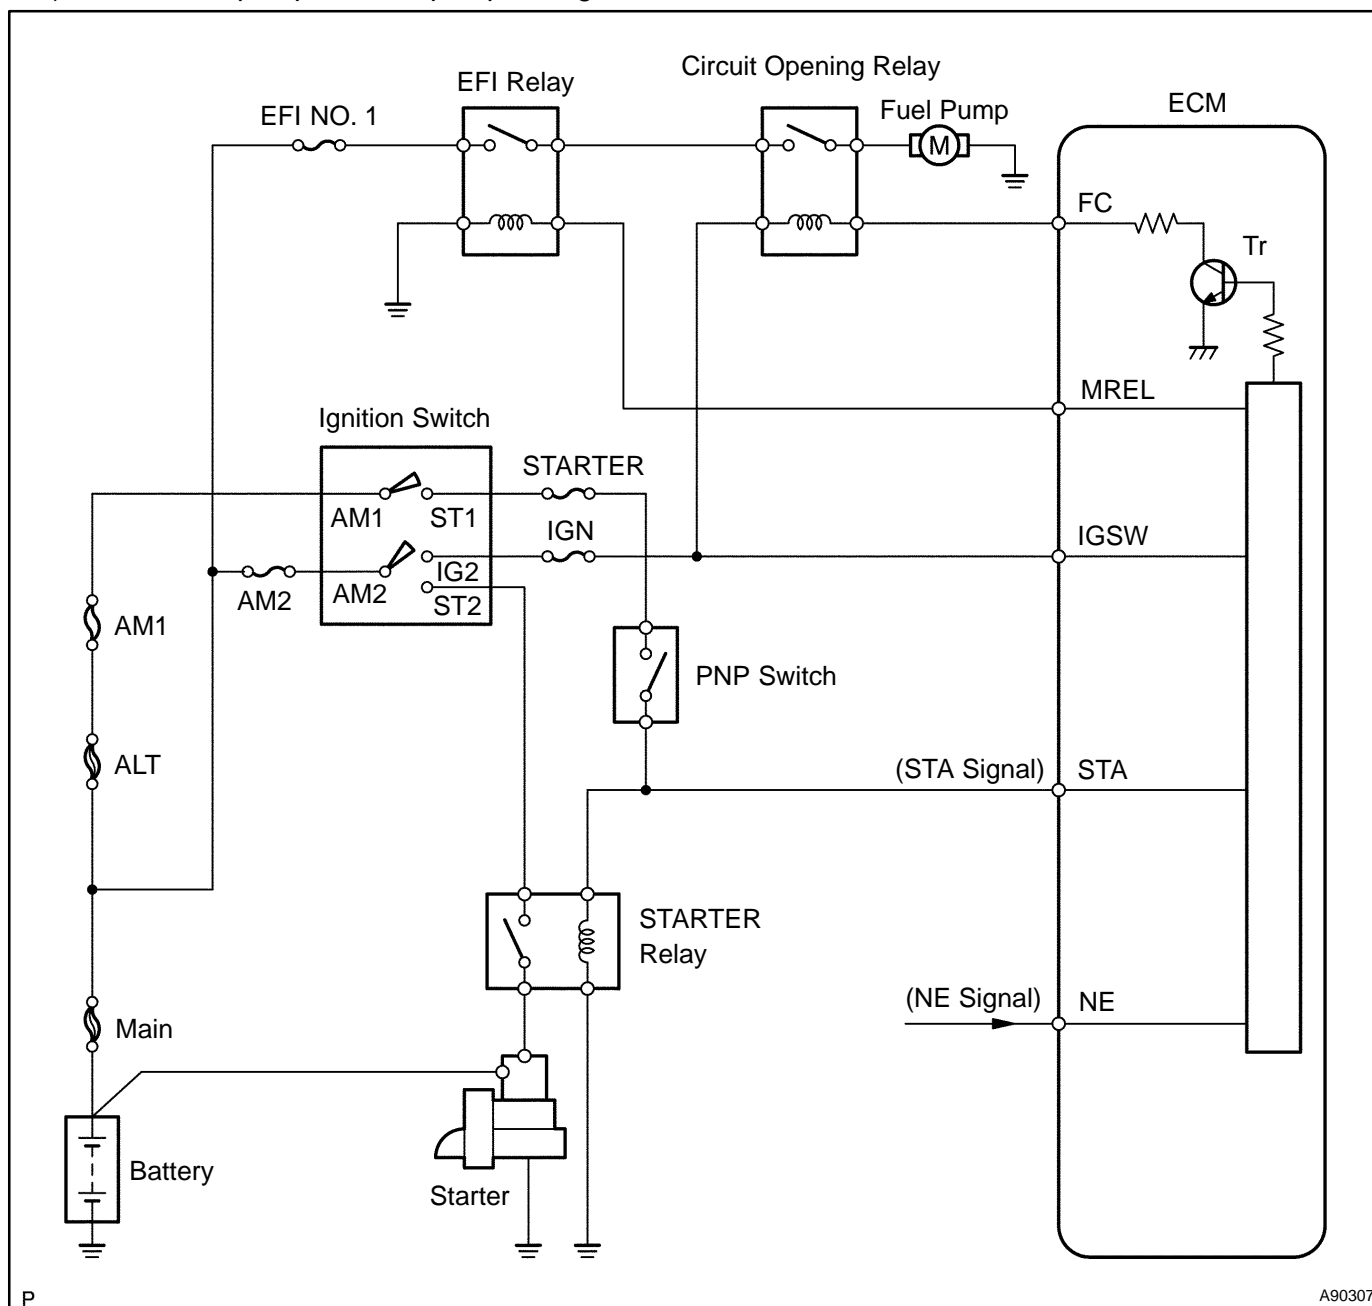 Circuit Opening Relay
EFI Relay
EFI NO. 1
Fuel Pump
ECM
M
FC
Tr
MREL
Ignition Switch
STARTER
AM1
ST1
IGN
IGSW
IG2
AM2
AM2
ST2
AM1
PNP Switch
ALT
(STA Signal)
STA
STARTER
Relay
(NE Signal)
NE
Main
Battery
Starter
P
A90307